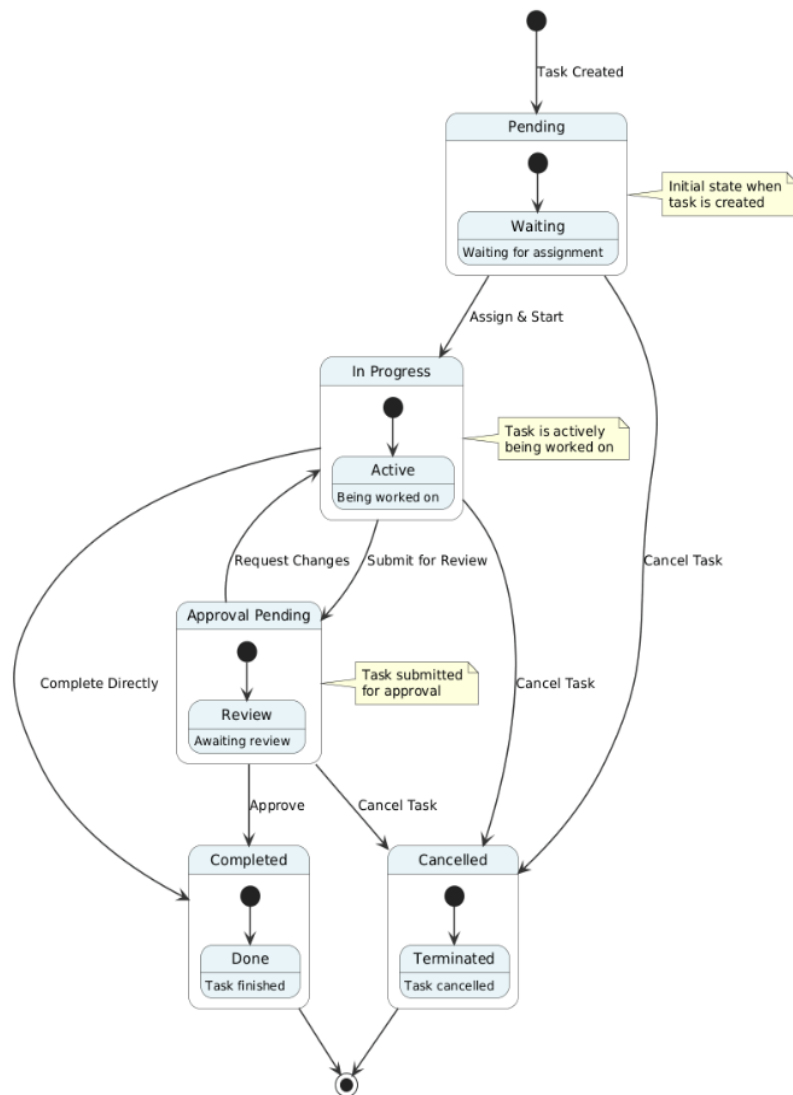 Task Created
Pending
Initial state when
task is created
Waiting
Waiting for assignment
Assign & Start
In Progress
Task is actively
being worked on
Active
Being worked on
Request Changes
Submit for Review
Cancel Task
Approval Pending
Complete Directly
Task submitted
for approval
Cancel Task
Review
Awaiting review
Approve
Cancel Task
Completed
Cancelled
Done
Task finished
Terminated
Task cancelled